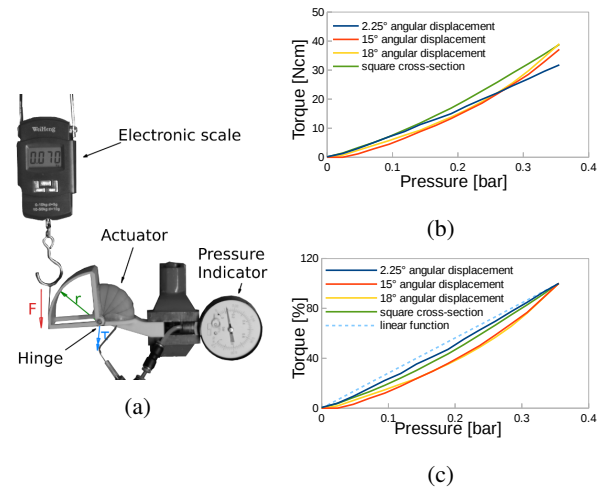 WeiHeng
0.070
Electronic scale
Actuator
Pressure
Indicator
F
r
T
Hinge
(a)
50
40
30
20
10
0
Torque [Ncm]
2.25° angular displacement
15° angular displacement
18° angular displacement
square cross-section
0
0.1
0.2
0.3
0.4
Pressure [bar]
(b)
120
80
40
0
Torque [%]
2.25° angular displacement
15° angular displacement
18° angular displacement
square cross-section
linear function
0
0.1
0.2
0.3
0.4
Pressure [bar]
(c)